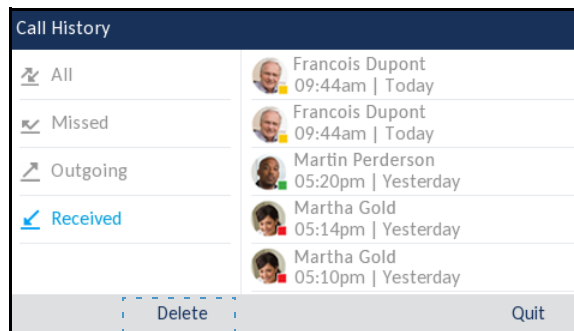 Call History
All
Missed
Outgoing
Received
Francois Dupont
09:44am | Today
Francois Dupont
09:44am | Today
Martin Perderson
05:20pm | Yesterday
Martha Gold
05:14pm | Yesterday
Martha Gold
05:10pm | Yesterday
Delete Quit